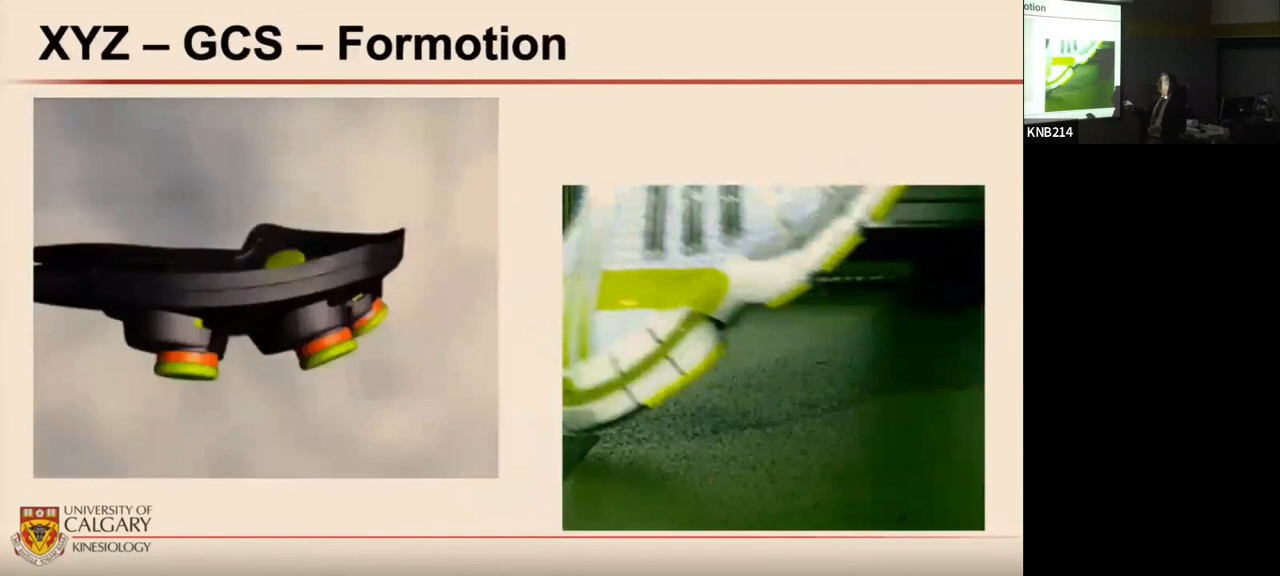 XYZ – GCS – Formotion
otion
KNB214
UNIVERSITY OF
CALGARY
KINESIOLOGY